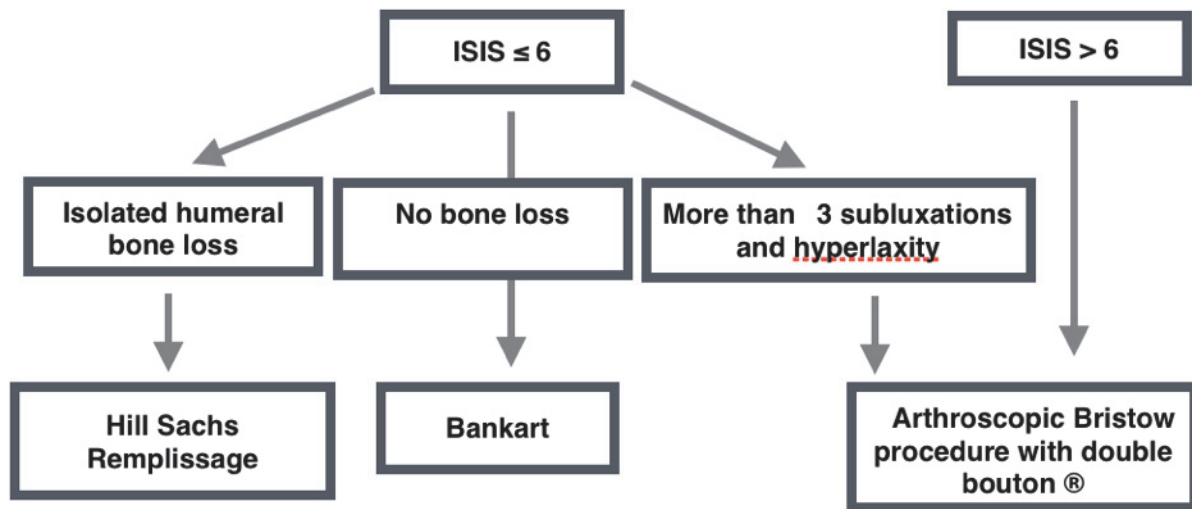 ISIS ≤ 6
ISIS > 6
Isolated humeral
bone loss
No bone loss
More than 3 subluxations
and hyperlaxity
Hill Sachs
Remplissage
Bankart
Arthroscopic Bristow
procedure with double
bouton ®